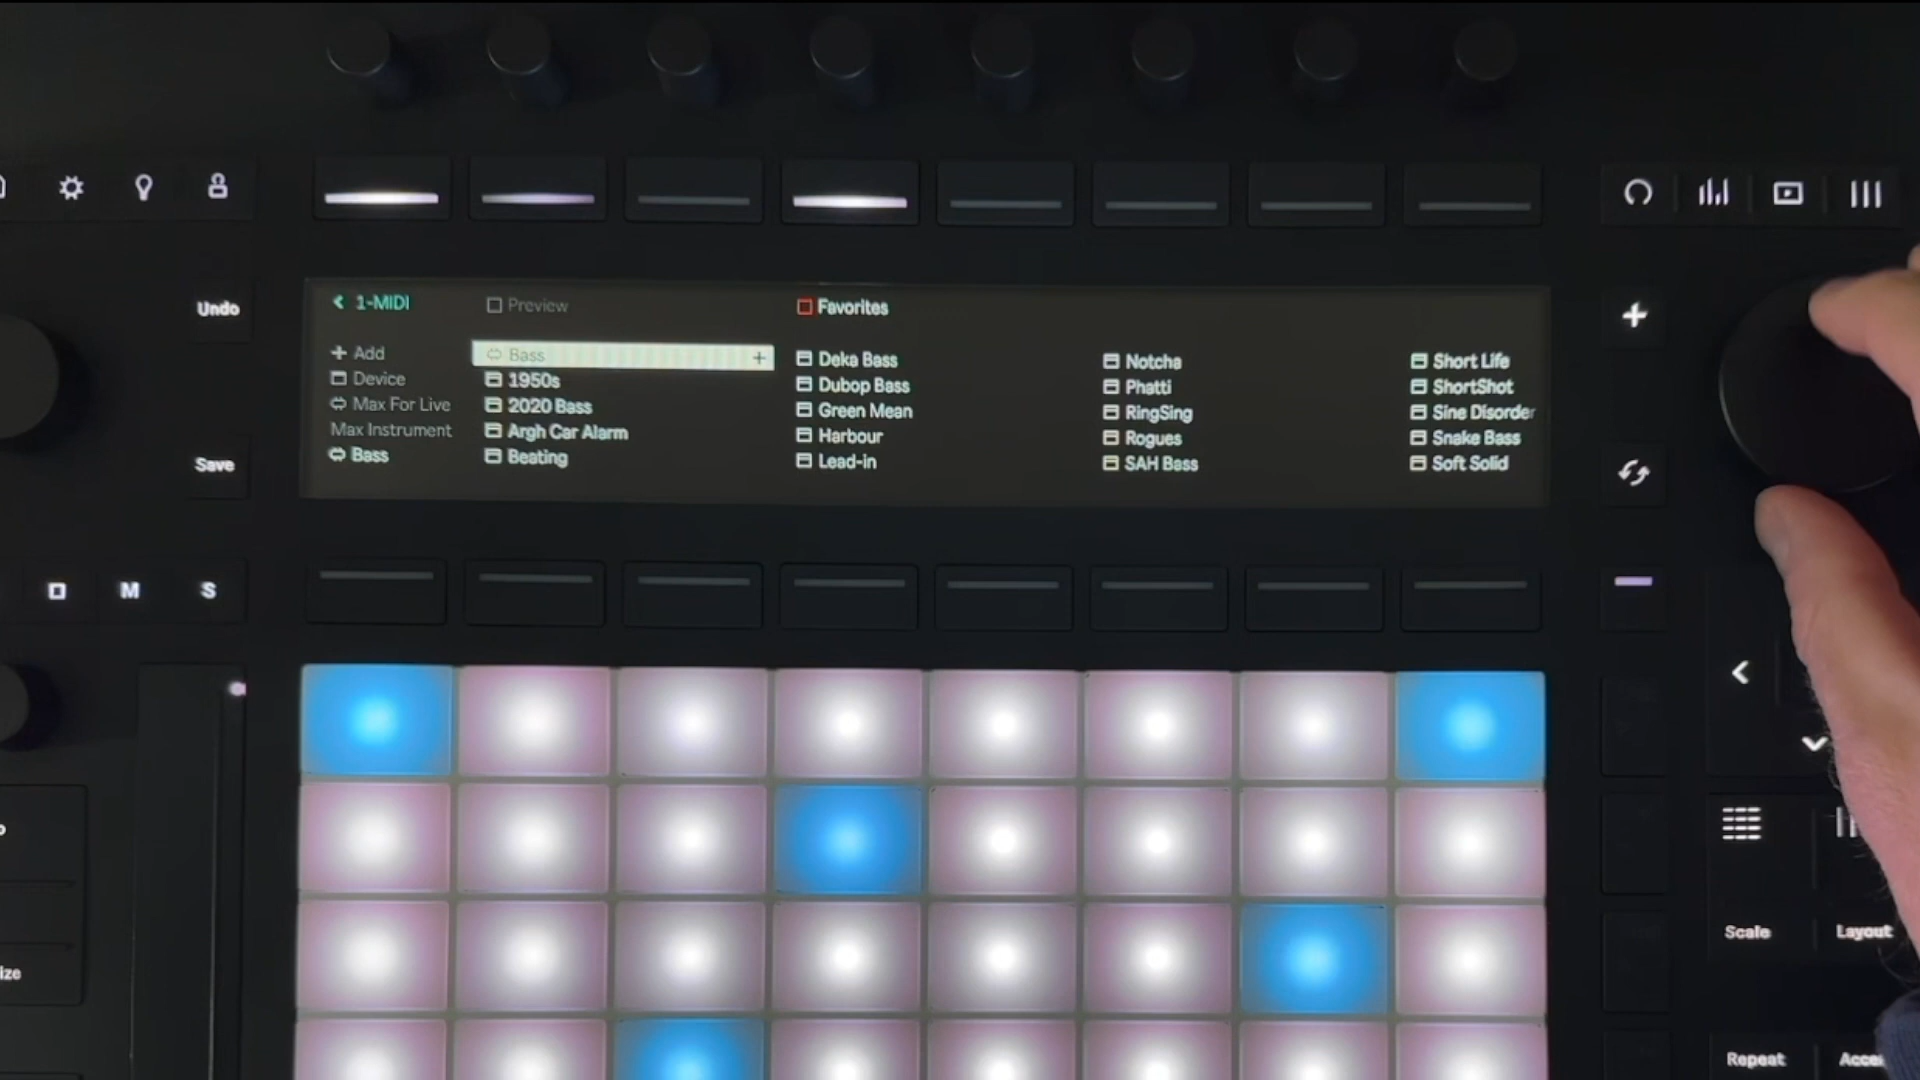 Undo
Save
M
S
1-MIDI
Preview
Favorites
Add
Device
Max For Live
Max Instrument
Bass
Bass +
1950s
2020 Bass
Argh Car Alarm
Beating
Deka Bass
Dubop Bass
Green Mean
Harbour
Lead-in
Notcha
Phatti
RingSing
Rogues
SAH Bass
Short Life
ShortShot
Sine Disorder
Snake Bass
Soft Solid
Scale
Layout
Repeat